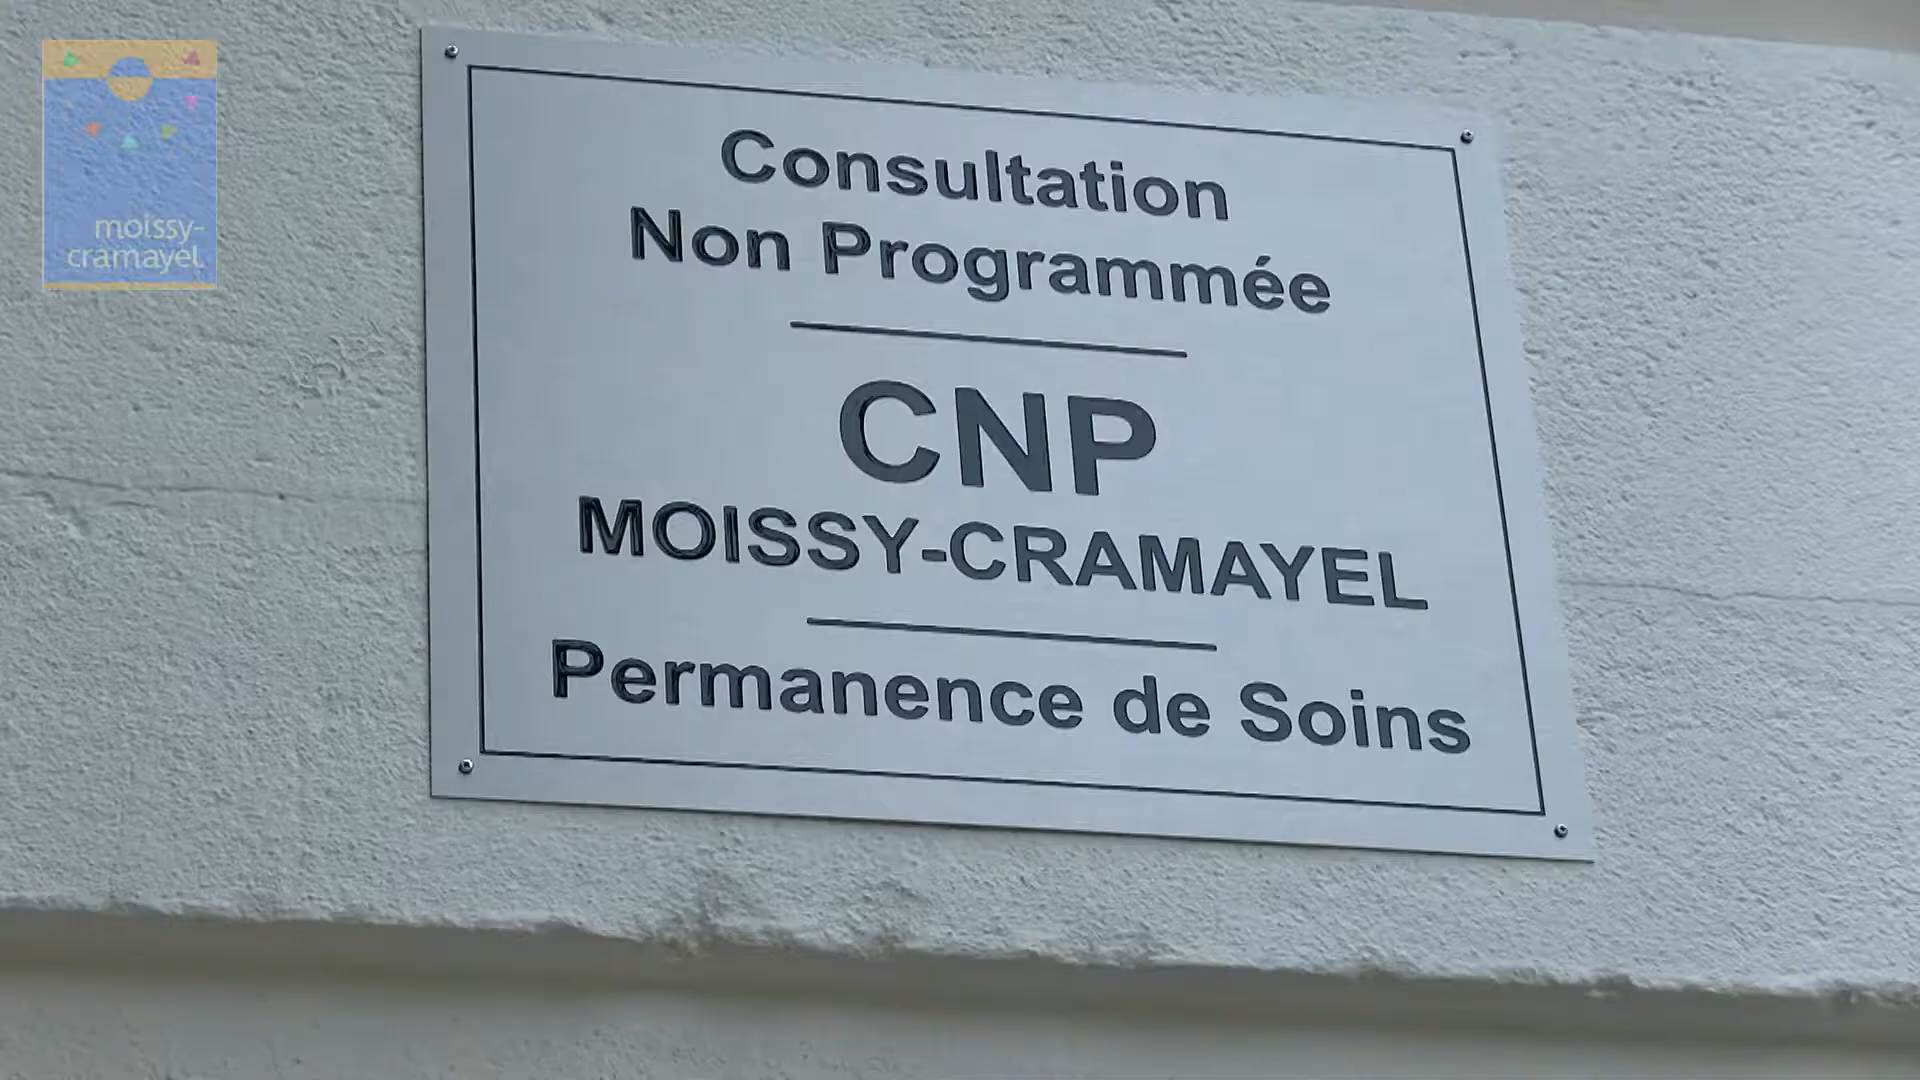 moissy-
cramayel
Consultation
Non Programmée
CNP
MOISSY-CRAMAYEL
Permanence de Soins